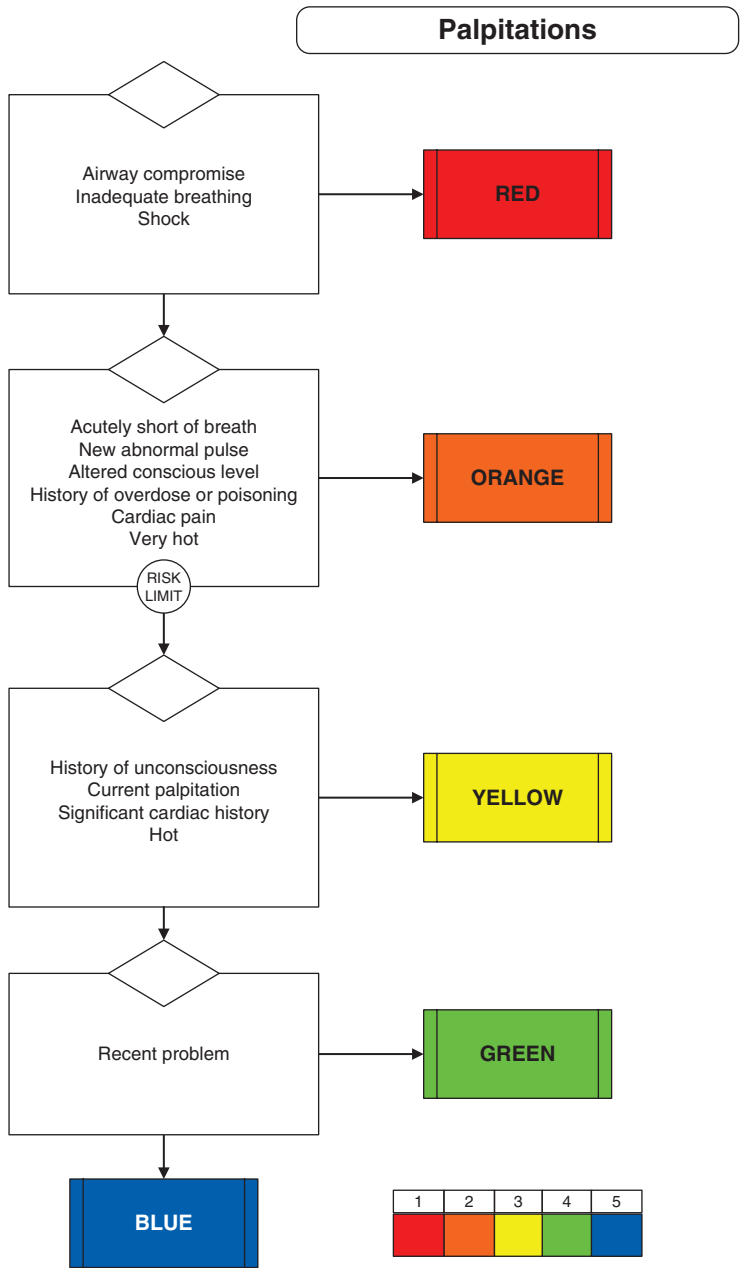 Palpitations
Airway compromise
Inadequate breathing
Shock
RED
Acutely short of breath
New abnormal pulse
Altered conscious level
History of overdose or poisoning
Cardiac pain
Very hot
ORANGE
RISK
LIMIT
History of unconsciousness
Current palpitation
Significant cardiac history
Hot
YELLOW
Recent problem
GREEN
BLUE
1 2 3 4 5